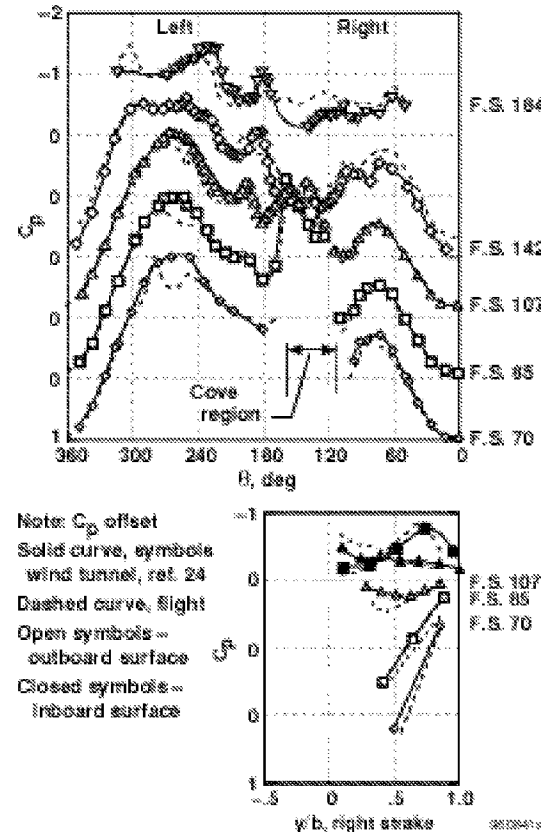 −2
Left Right
−1
F.S. 184
0
0
C_p
F.S. 142
0
F.S. 107
0
F.S. 85
0
Cove region
1
F.S. 70
360 300 240 180 120 60 0
θ, deg
Note: C_p offset
Solid curve, symbols
wind tunnel, ref. 24
Dashed curve, flight
Open symbols–
outboard surface
Closed symbols–
inboard surface
−1
0
F.S. 107
F.S. 85
F.S. 70
C_p
0
0
1
−.5 0 .5 1.0
y/b, right strake